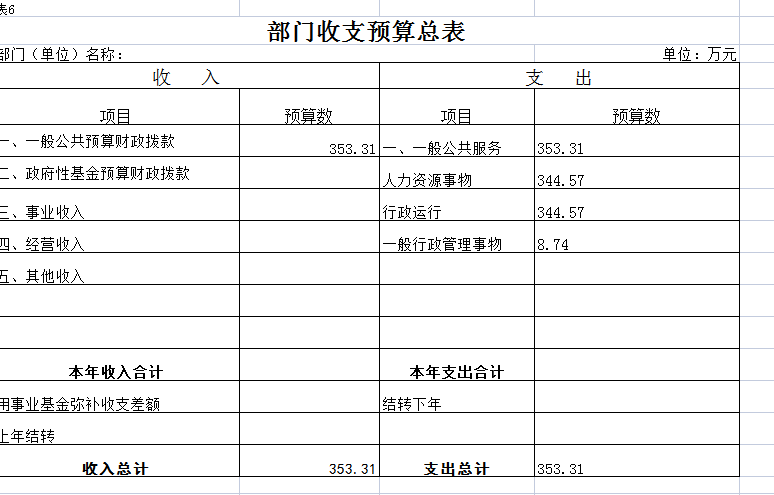 表6
部门收支预算总表
部门（单位）名称： 单位：万元
收 入 支 出
项目 预算数 项目 预算数
一、一般公共预算财政拨款 353.31 一、一般公共服务 353.31
二、政府性基金预算财政拨款 人力资源事物 344.57
三、事业收入 行政运行 344.57
四、经营收入 一般行政管理事物 8.74
五、其他收入
本年收入合计 本年支出合计
用事业基金弥补收支差额 结转下年
上年结转
收入总计 353.31 支出总计 353.31